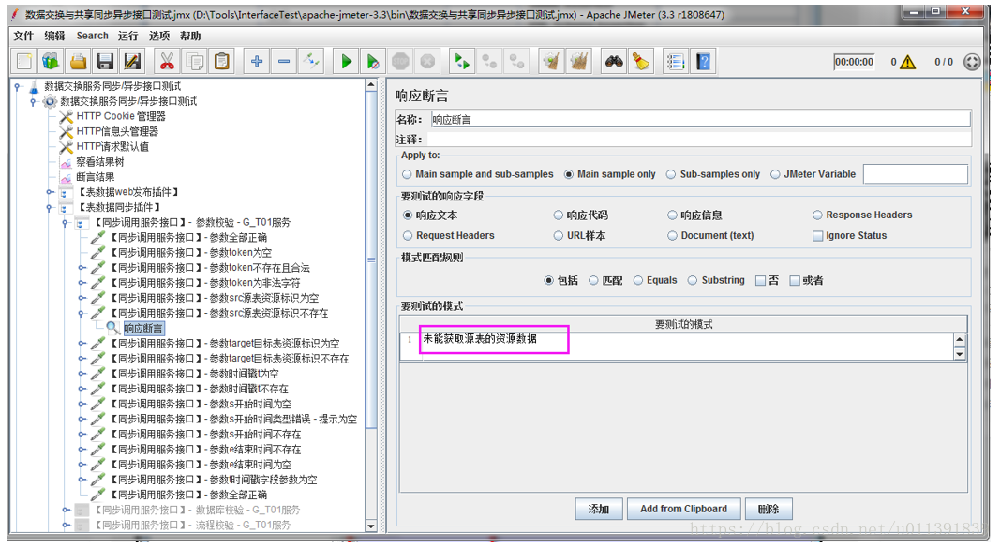 数据交换与共享同步异步接口测试.jmx (D:\Tools\InterfaceTest\apache-jmeter-3.3\bin\数据交换与共享同步异步接口测试.jmx) - Apache JMeter (3.3 r1808647)
文件 编辑 Search 运行 选项 帮助
00:00:00 0 0 / 0
数据交换服务同步/异步接口测试
数据交换服务同步/异步接口测试
HTTP Cookie 管理器
HTTP信息头管理器
HTTP请求默认值
察看结果树
断言结果
【表数据web发布插件】
【表数据同步插件】
【同步调用服务接口】- 参数校验 - G_T01服务
【同步调用服务接口】- 参数全部正确
【同步调用服务接口】- 参数token为空
【同步调用服务接口】- 参数token不存在且合法
【同步调用服务接口】- 参数token为非法字符
【同步调用服务接口】- 参数src源表资源标识为空
【同步调用服务接口】- 参数src源表资源标识不存在
响应断言
【同步调用服务接口】- 参数target目标表资源标识为空
【同步调用服务接口】- 参数target目标表资源标识不存在
【同步调用服务接口】- 参数时间戳t为空
【同步调用服务接口】- 参数时间戳t不存在
【同步调用服务接口】- 参数s开始时间为空
【同步调用服务接口】- 参数s开始时间类型错误 - 提示为空
【同步调用服务接口】- 参数s开始时间不存在
【同步调用服务接口】- 参数e结束时间不存在
【同步调用服务接口】- 参数e结束时间为空
【同步调用服务接口】- 参数t时间戳字段参数为空
【同步调用服务接口】- 参数全部正确
【同步调用服务接口】- 数据库校验 - G_T01服务
【同步调用服务接口】- 流程校验 - G_T01服务
响应断言
名称： 响应断言
注释：
Apply to:
Main sample and sub-samples Main sample only Sub-samples only JMeter Variable
要测试的响应字段
响应文本 响应代码 响应信息 Response Headers
Request Headers URL样本 Document (text) Ignore Status
模式匹配规则
包括 匹配 Equals Substring 否 或者
要测试的模式
要测试的模式
1 未能获取源表的资源数据
添加 Add from Clipboard 删除